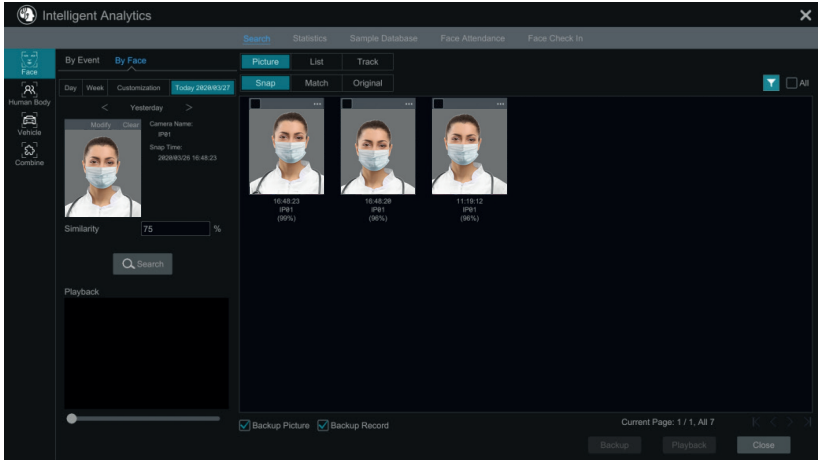 Intelligent Analytics
Search Statistics Sample Database Face Attendance Face Check In
Face
Human Body
Vehicle
Combine
By Event By Face
Day Week Customization Today 2020/03/27
< Yesterday >
Modify Clear
Camera Name:
IP01
Snap Time:
2020/03/26 16:48:23
Similarity 75 %
Search
Playback
Picture List Track
Snap Match Original
All
16:48:23
IP01
(99%)
16:48:20
IP01
(96%)
11:19:12
IP01
(96%)
Backup Picture Backup Record
Current Page: 1 / 1, All 7
Backup Playback Close